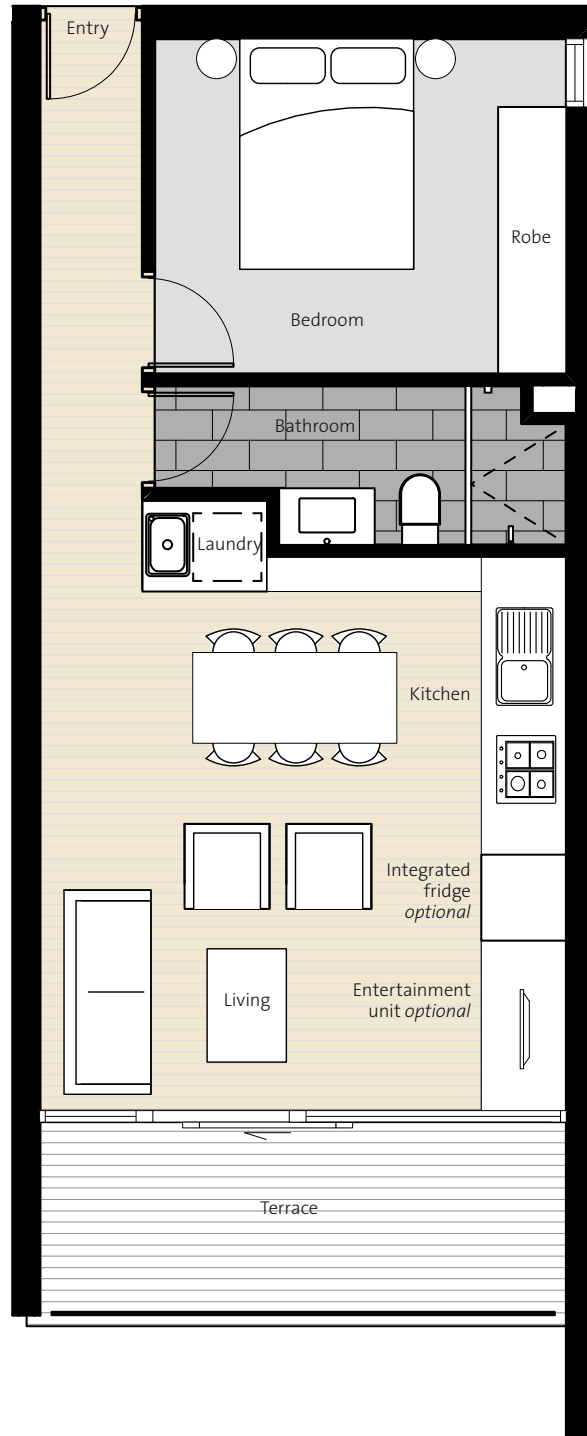 Entry
Robe
Bedroom
Bathroom
Laundry
Kitchen
Integrated
fridge
optional
Entertainment
unit optional
Living
Terrace